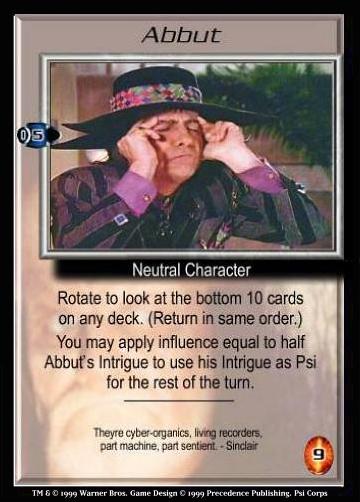 Abbut
0 5
Neutral Character
Rotate to look at the bottom 10 cards
on any deck. (Return in same order.)
You may apply influence equal to half
Abbut's Intrigue to use his Intrigue as Psi
for the rest of the turn.
Theyre cyber-organics, living recorders,
part machine, part sentient. - Sinclair
9
TM & © 1999 Warner Bros. Game Design © 1999 Precedence Publishing. Psi Corps